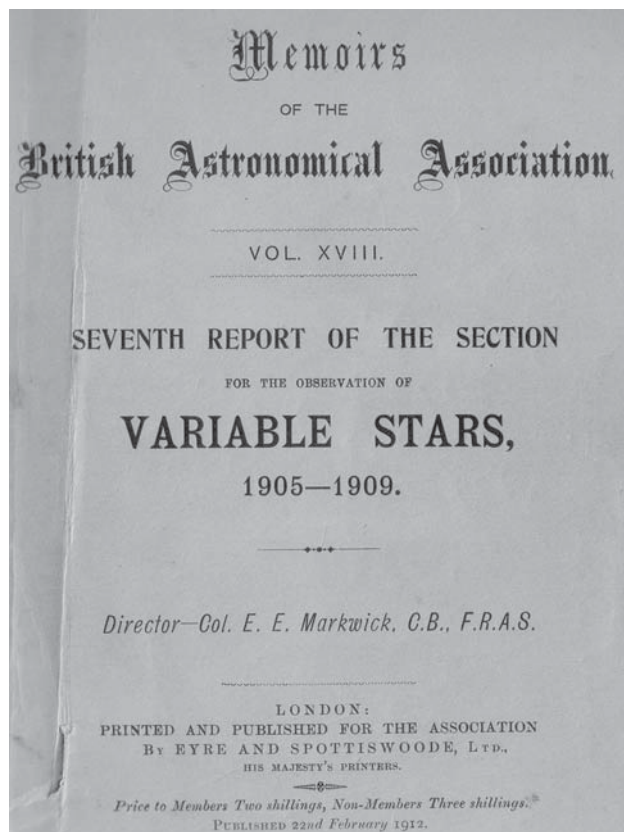 Memoirs
OF THE
British Astronomical Association.
VOL. XVIII.
SEVENTH REPORT OF THE SECTION
FOR THE OBSERVATION OF
VARIABLE STARS,
1905—1909.
Director—Col. E. E. Markwick, C.B., F.R.A.S.
LONDON:
PRINTED AND PUBLISHED FOR THE ASSOCIATION
BY EYRE AND SPOTTISWOODE, LTD.,
HIS MAJESTY'S PRINTERS.
Price to Members Two shillings, Non-Members Three shillings.
PUBLISHED 22nd February 1912.